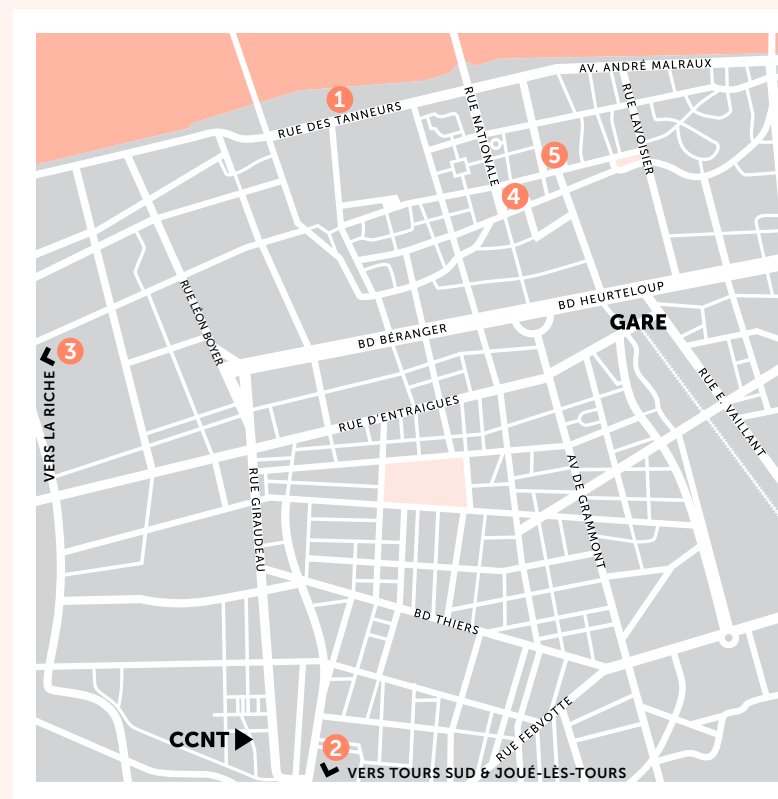 AV. ANDRÉ MALRAUX
1
RUE DES TANNEURS
RUE NATIONALE
RUE LAVOISIER
5
4
RUE LÉON BOYER
BD HEURTELOUP
GARE
BD BÉRANGER
3
VERS LA RICHE
RUE E. VAILLANT
RUE D'ENTRAIGUES
RUE GIRAUDEAU
AV DE GRAMMONT
BD THIERS
RUE FEBVOTTE
CCNT
2
VERS TOURS SUD & JOUÉ-LÈS-TOURS